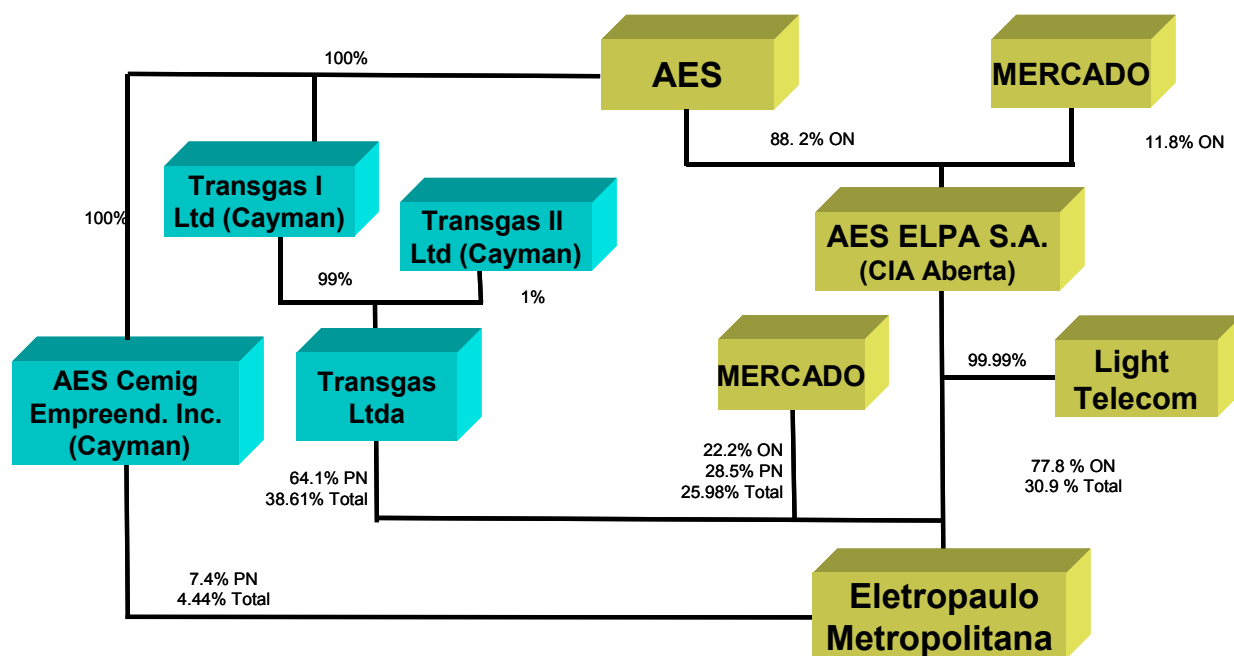 100%
AES
MERCADO
88. 2% ON
11.8% ON
Transgas I
Ltd (Cayman)
100%
Transgas II
Ltd (Cayman)
AES ELPA S.A.
(CIA Aberta)
99%
1%
AES Cemig
Empreend. Inc.
(Cayman)
Transgas
Ltda
MERCADO
99.99%
Light
Telecom
64.1% PN
38.61% Total
22.2% ON
28.5% PN
25.98% Total
77.8 % ON
30.9 % Total
7.4% PN
4.44% Total
Eletropaulo
Metropolitana